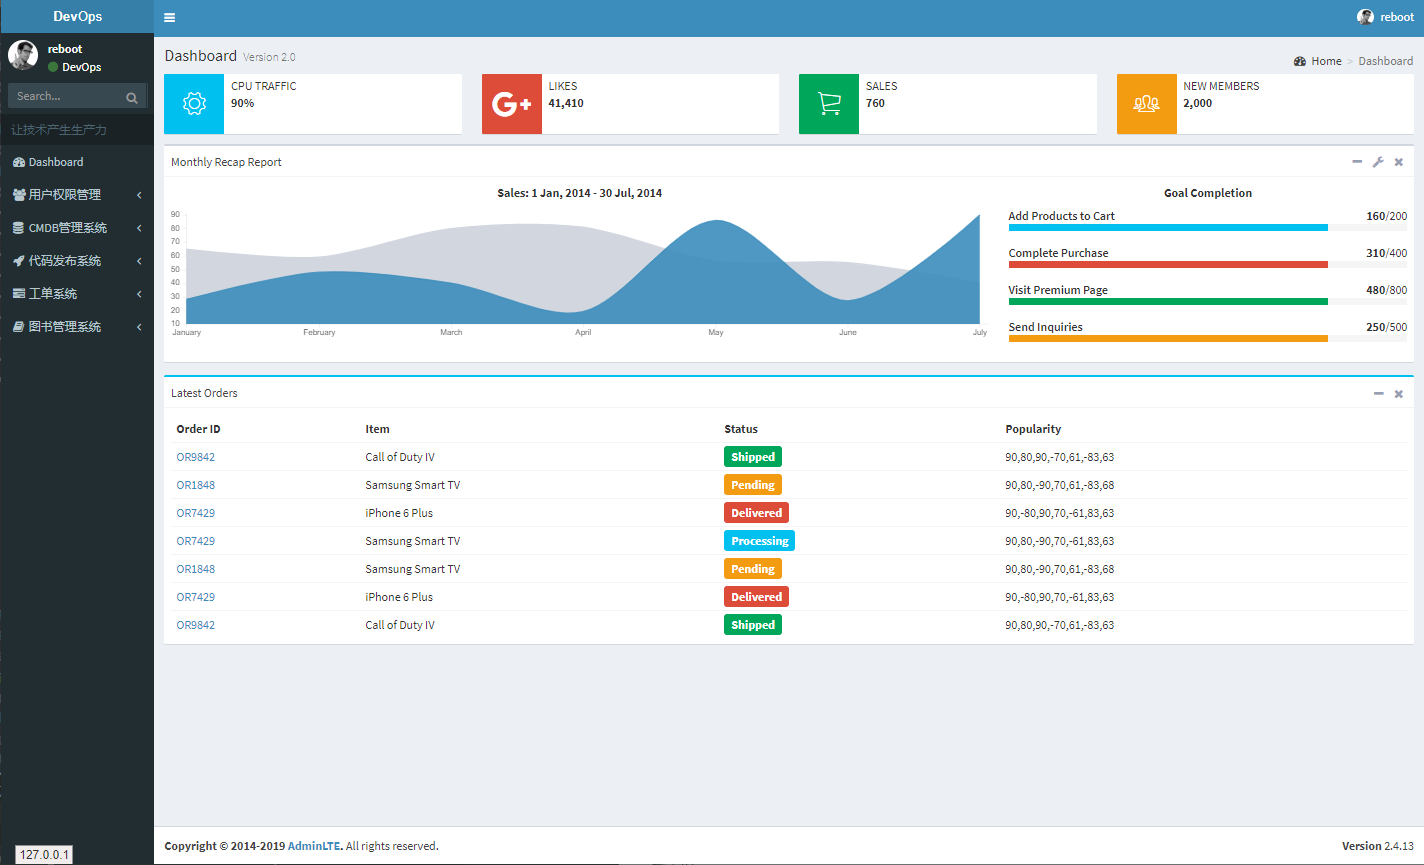 DevOps
reboot
reboot
DevOps
Search...
让技术产生生产力
Dashboard
用户权限管理
CMDB管理系统
代码发布系统
工单系统
图书管理系统
127.0.0.1
Dashboard Version 2.0
Home > Dashboard
CPU TRAFFIC
90%
LIKES
41,410
SALES
760
NEW MEMBERS
2,000
Monthly Recap Report
Sales: 1 Jan, 2014 - 30 Jul, 2014
90
80
70
60
50
40
30
20
10
January February March April May June July
Goal Completion
Add Products to Cart 160/200
Complete Purchase 310/400
Visit Premium Page 480/800
Send Inquiries 250/500
Latest Orders
Order ID Item Status Popularity
OR9842 Call of Duty IV Shipped 90,80,90,-70,61,-83,63
OR1848 Samsung Smart TV Pending 90,80,-90,70,61,-83,68
OR7429 iPhone 6 Plus Delivered 90,-80,90,70,-61,83,63
OR7429 Samsung Smart TV Processing 90,80,-90,70,-61,83,63
OR1848 Samsung Smart TV Pending 90,80,-90,70,61,-83,68
OR7429 iPhone 6 Plus Delivered 90,-80,90,70,-61,83,63
OR9842 Call of Duty IV Shipped 90,80,90,-70,61,-83,63
Copyright © 2014-2019 AdminLTE. All rights reserved.
Version 2.4.13